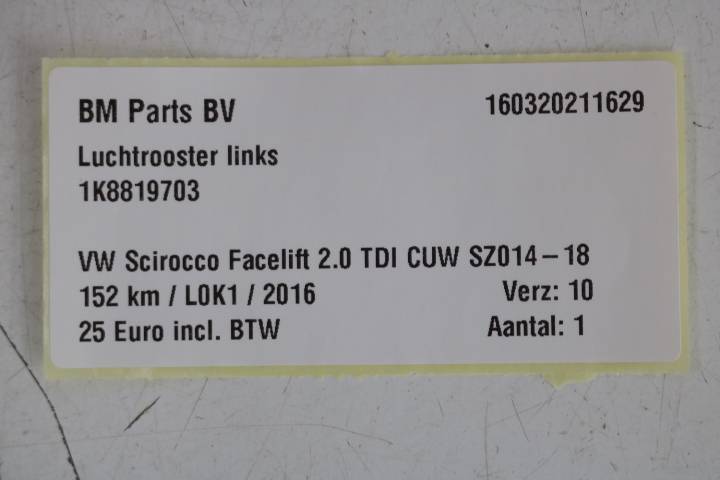 BM Parts BV 160320211629
Luchtrooster links
1K8819703
VW Scirocco Facelift 2.0 TDI CUW SZ014-18
152 km / L0K1 / 2016 Verz: 10
25 Euro incl. BTW Aantal: 1